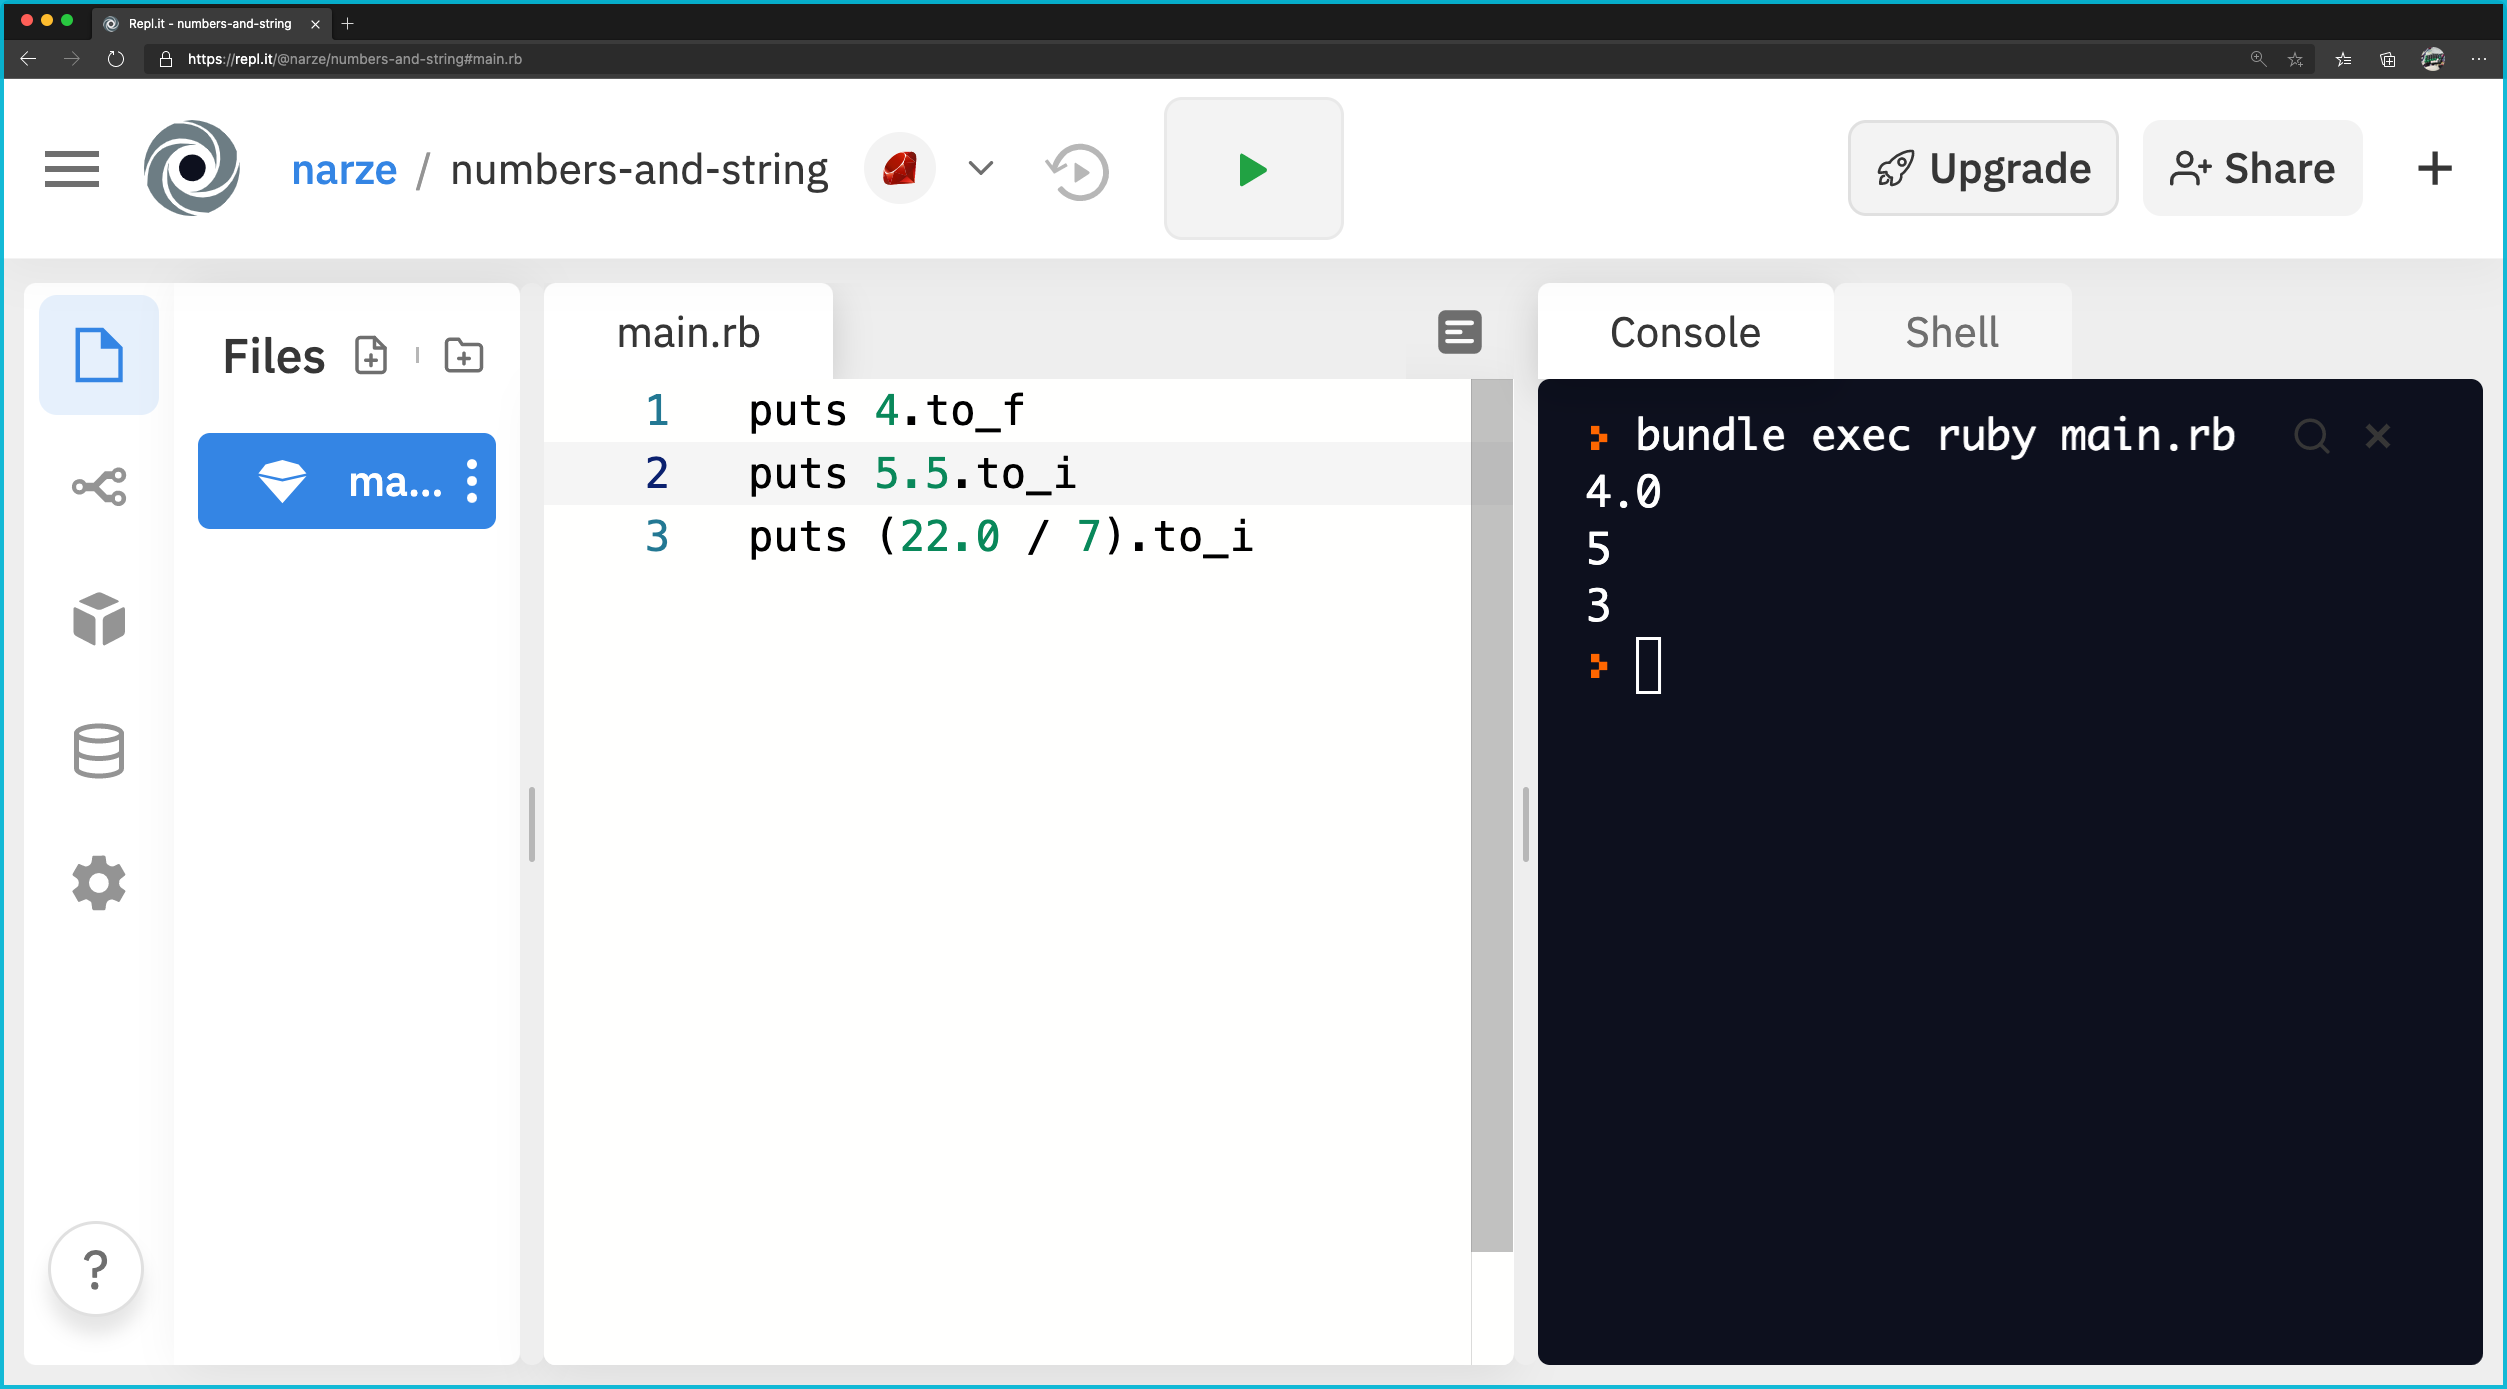 Repl.it - numbers-and-string
https://repl.it/@narze/numbers-and-string#main.rb
narze / numbers-and-string
Upgrade
Share
Files
ma...
main.rb
1 puts 4.to_f
2 puts 5.5.to_i
3 puts (22.0 / 7).to_i
Console
Shell
bundle exec ruby main.rb
4.0
5
3
?